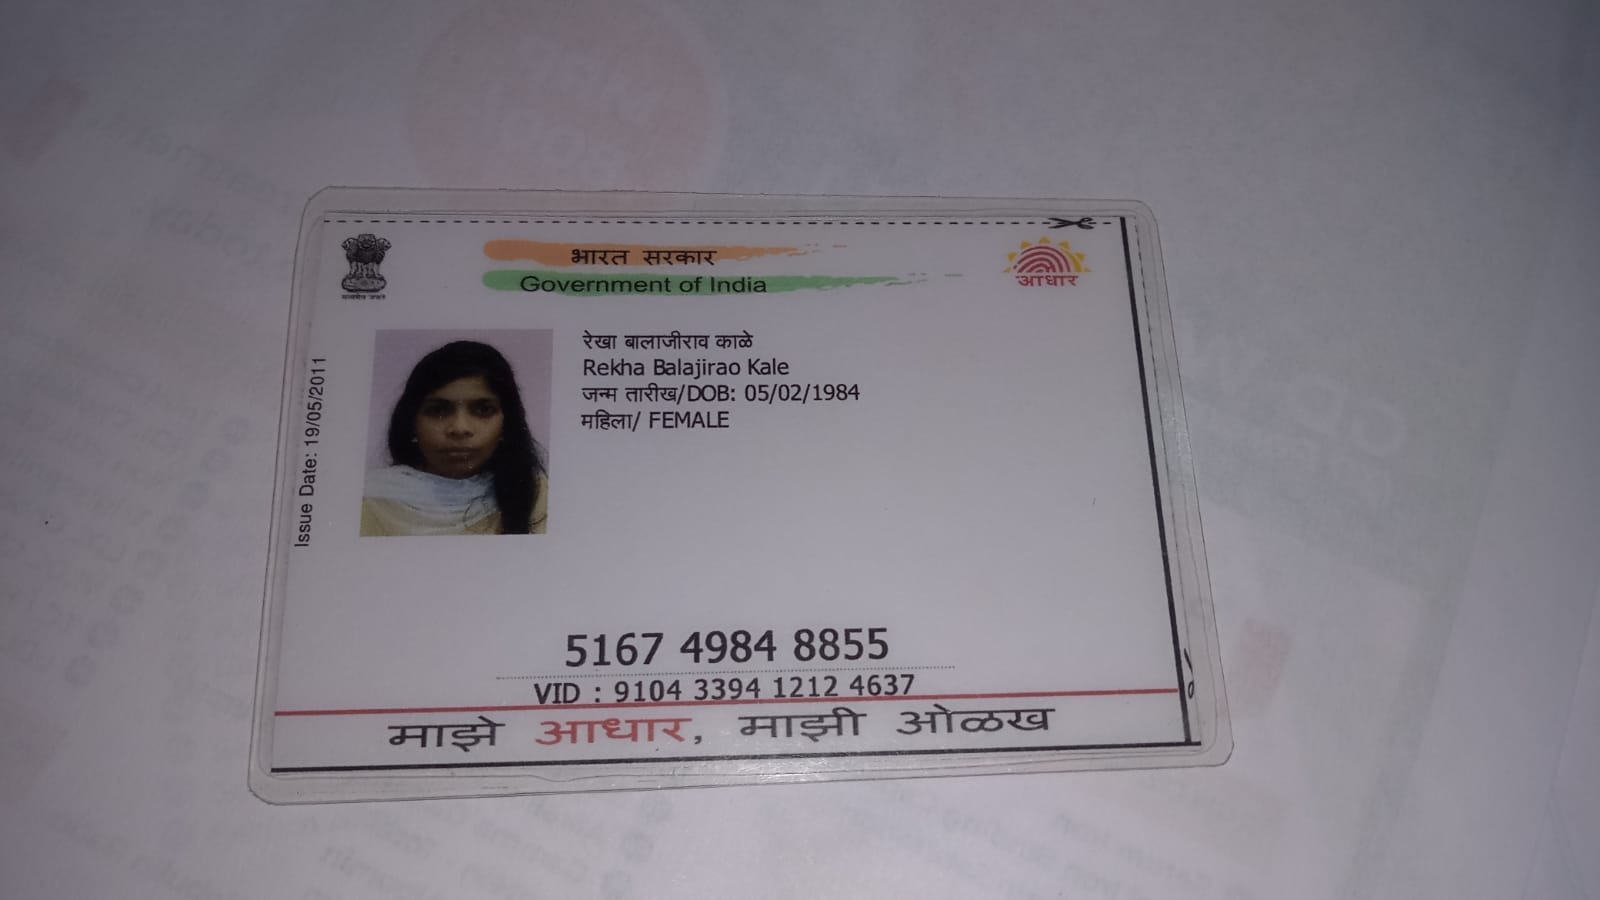 भारत सरकार
Government of India
सत्यमेव जयते
आधार
Issue Date: 19/05/2011
रेखा बालाजीराव काळे
Rekha Balajirao Kale
जन्म तारीख/DOB: 05/02/1984
महिला/ FEMALE
5167 4984 8855
VID : 9104 3394 1212 4637
माझे आधार, माझी ओळख